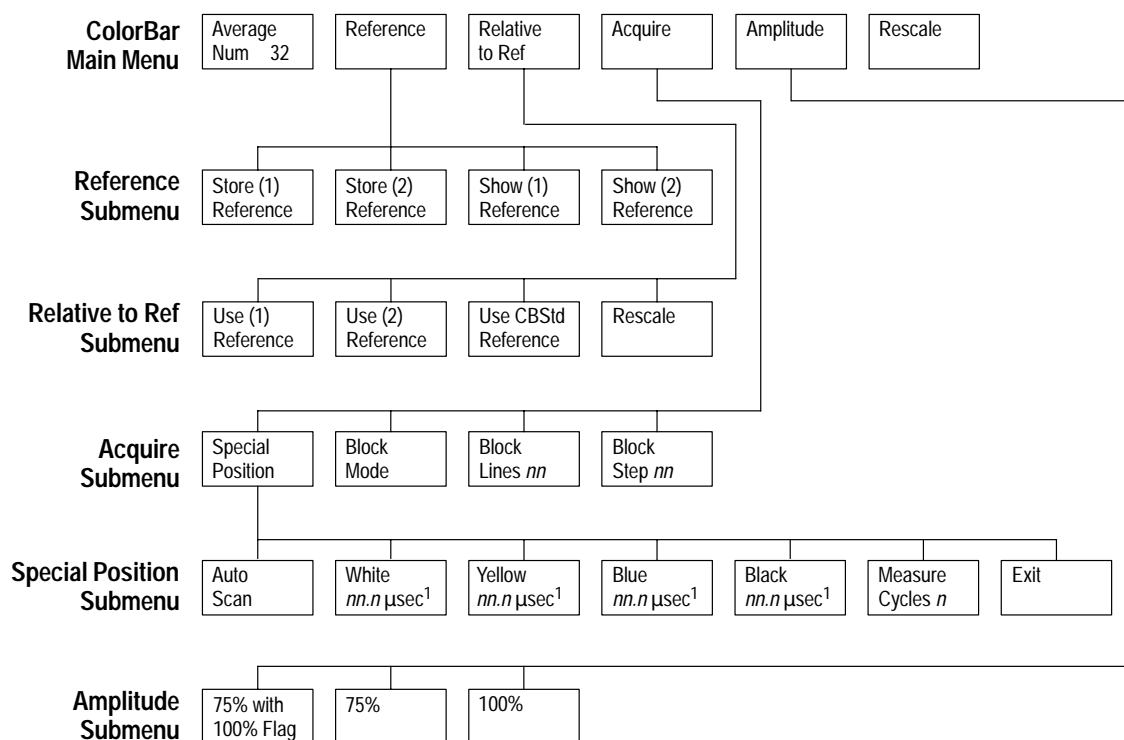 ColorBar
Main Menu
Average
Num 32
Reference
Relative
to Ref
Acquire
Amplitude
Rescale
Reference
Submenu
Store (1)
Reference
Store (2)
Reference
Show (1)
Reference
Show (2)
Reference
Relative to Ref
Submenu
Use (1)
Reference
Use (2)
Reference
Use CBStd
Reference
Rescale
Acquire
Submenu
Special
Position
Block
Mode
Block
Lines nn
Block
Step nn
Special Position
Submenu
Auto
Scan
White
nn.n µsec¹
Yellow
nn.n µsec¹
Blue
nn.n µsec¹
Black
nn.n µsec¹
Measure
Cycles n
Exit
Amplitude
Submenu
75% with
100% Flag
75%
100%